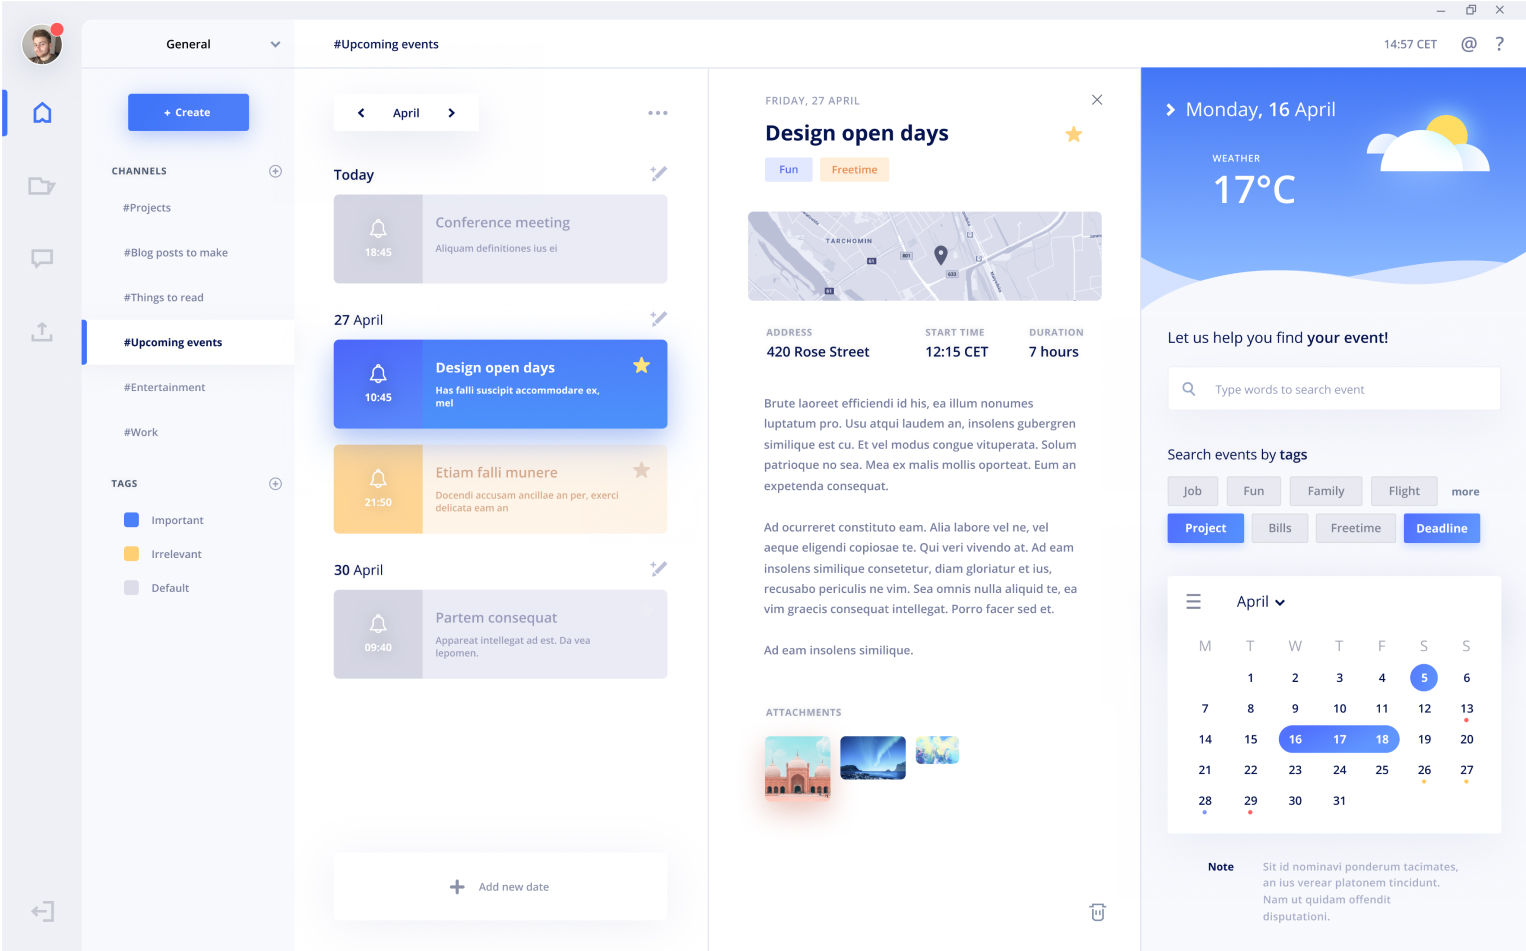 General
#Upcoming events
14:57 CET
@
?
+ Create
CHANNELS
#Projects
#Blog posts to make
#Things to read
#Upcoming events
#Entertainment
#Work
TAGS
Important
Irrelevant
Default
April
Today
18:45
Conference meeting
Aliquam definitiones ius ei
27 April
10:45
Design open days
Has falli suscipit accommodare ex,
mel
21:50
Etiam falli munere
Docendi accusam ancillae an per, exerci
delicata eam an
30 April
09:40
Partem consequat
Appareat intellegat ad est. Da vea
lepomen.
Add new date
FRIDAY, 27 APRIL
Design open days
Fun
Freetime
TARCHOMIN
61
801
633
61
ADDRESS
START TIME
DURATION
420 Rose Street
12:15 CET
7 hours
Brute laoreet efficiendi id his, ea illum nonumes
luptatum pro. Usu atqui laudem an, insolens gubergren
similique est cu. Et vel modus congue vituperata. Solum
patrioque no sea. Mea ex malis mollis oporteat. Eum an
expetenda consequat.
Ad ocurreret constituto eam. Alia labore vel ne, vel
aeque eligendi copiosae te. Qui veri vivendo at. Ad eam
insolens similique consetetur, diam gloriatur et ius,
recusabo periculis ne vim. Sea omnis nulla aliquid te, ea
vim graecis consequat intellegat. Porro facer sed et.
Ad eam insolens similique.
ATTACHMENTS
Monday, 16 April
WEATHER
17°C
Let us help you find your event!
Type words to search event
Search events by tags
Job Fun Family Flight more
Project Bills Freetime Deadline
April
M T W T F S S
1 2 3 4 5 6
7 8 9 10 11 12 13
14 15 16 17 18 19 20
21 22 23 24 25 26 27
28 29 30 31
Note
Sit id nominavi ponderum tacimates,
an ius verear platonem tincidunt.
Nam ut quidam offendit
disputationi.